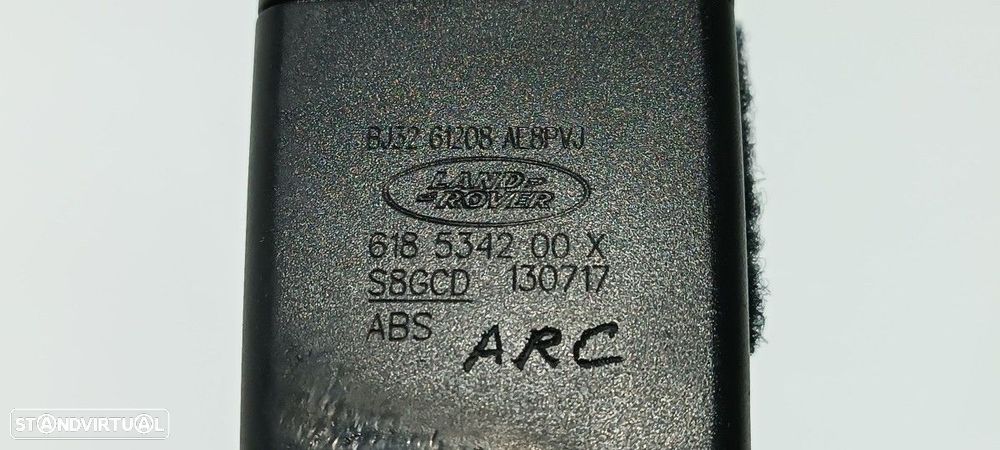 BJ32 61208 AE8PVJ
LAND-
-ROVER
618 5342 00 X
S8GCD 130717
ABS
ARC
STANDVIRTUAL